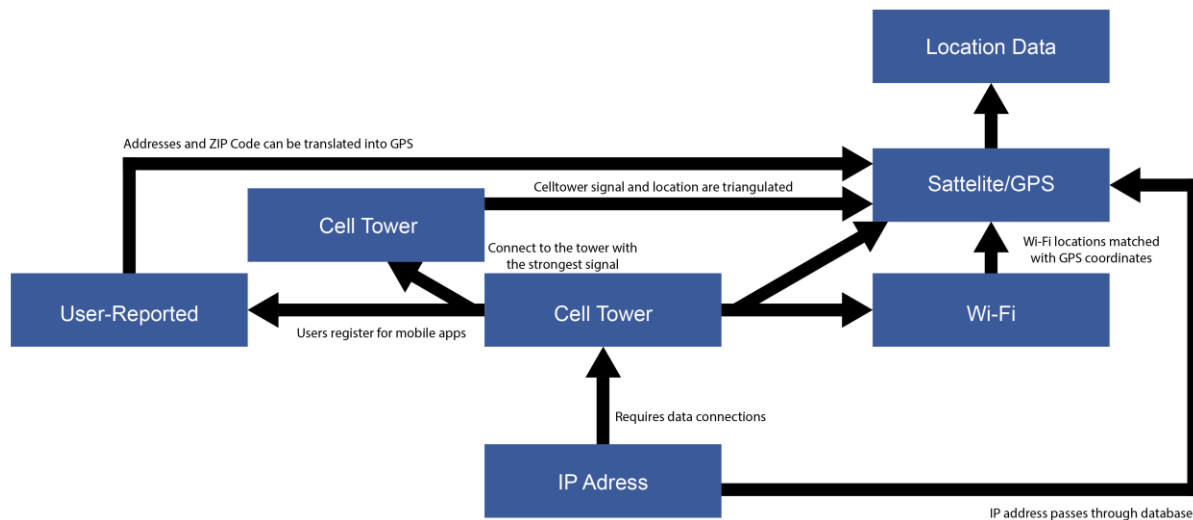 Location Data
Addresses and ZIP Code can be translated into GPS
Sattelite/GPS
Celltower signal and location are triangulated
Cell Tower
Connect to the tower with
the strongest signal
Wi-Fi locations matched
with GPS coordinates
User-Reported
Cell Tower
Wi-Fi
Users register for mobile apps
Requires data connections
IP Adress
IP address passes through database